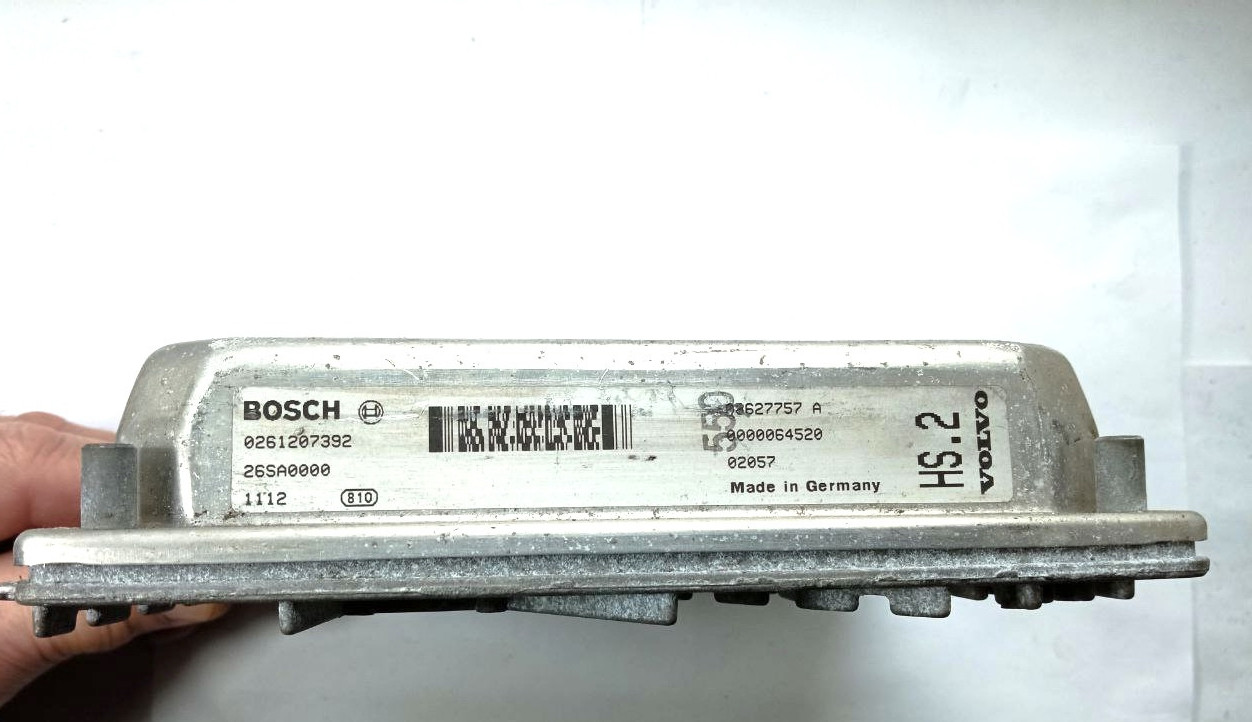 BOSCH
0261207392
26SA0000
1112 810
550
08627757 A
0000064520
02057
Made in Germany
HS.2
VOLVO